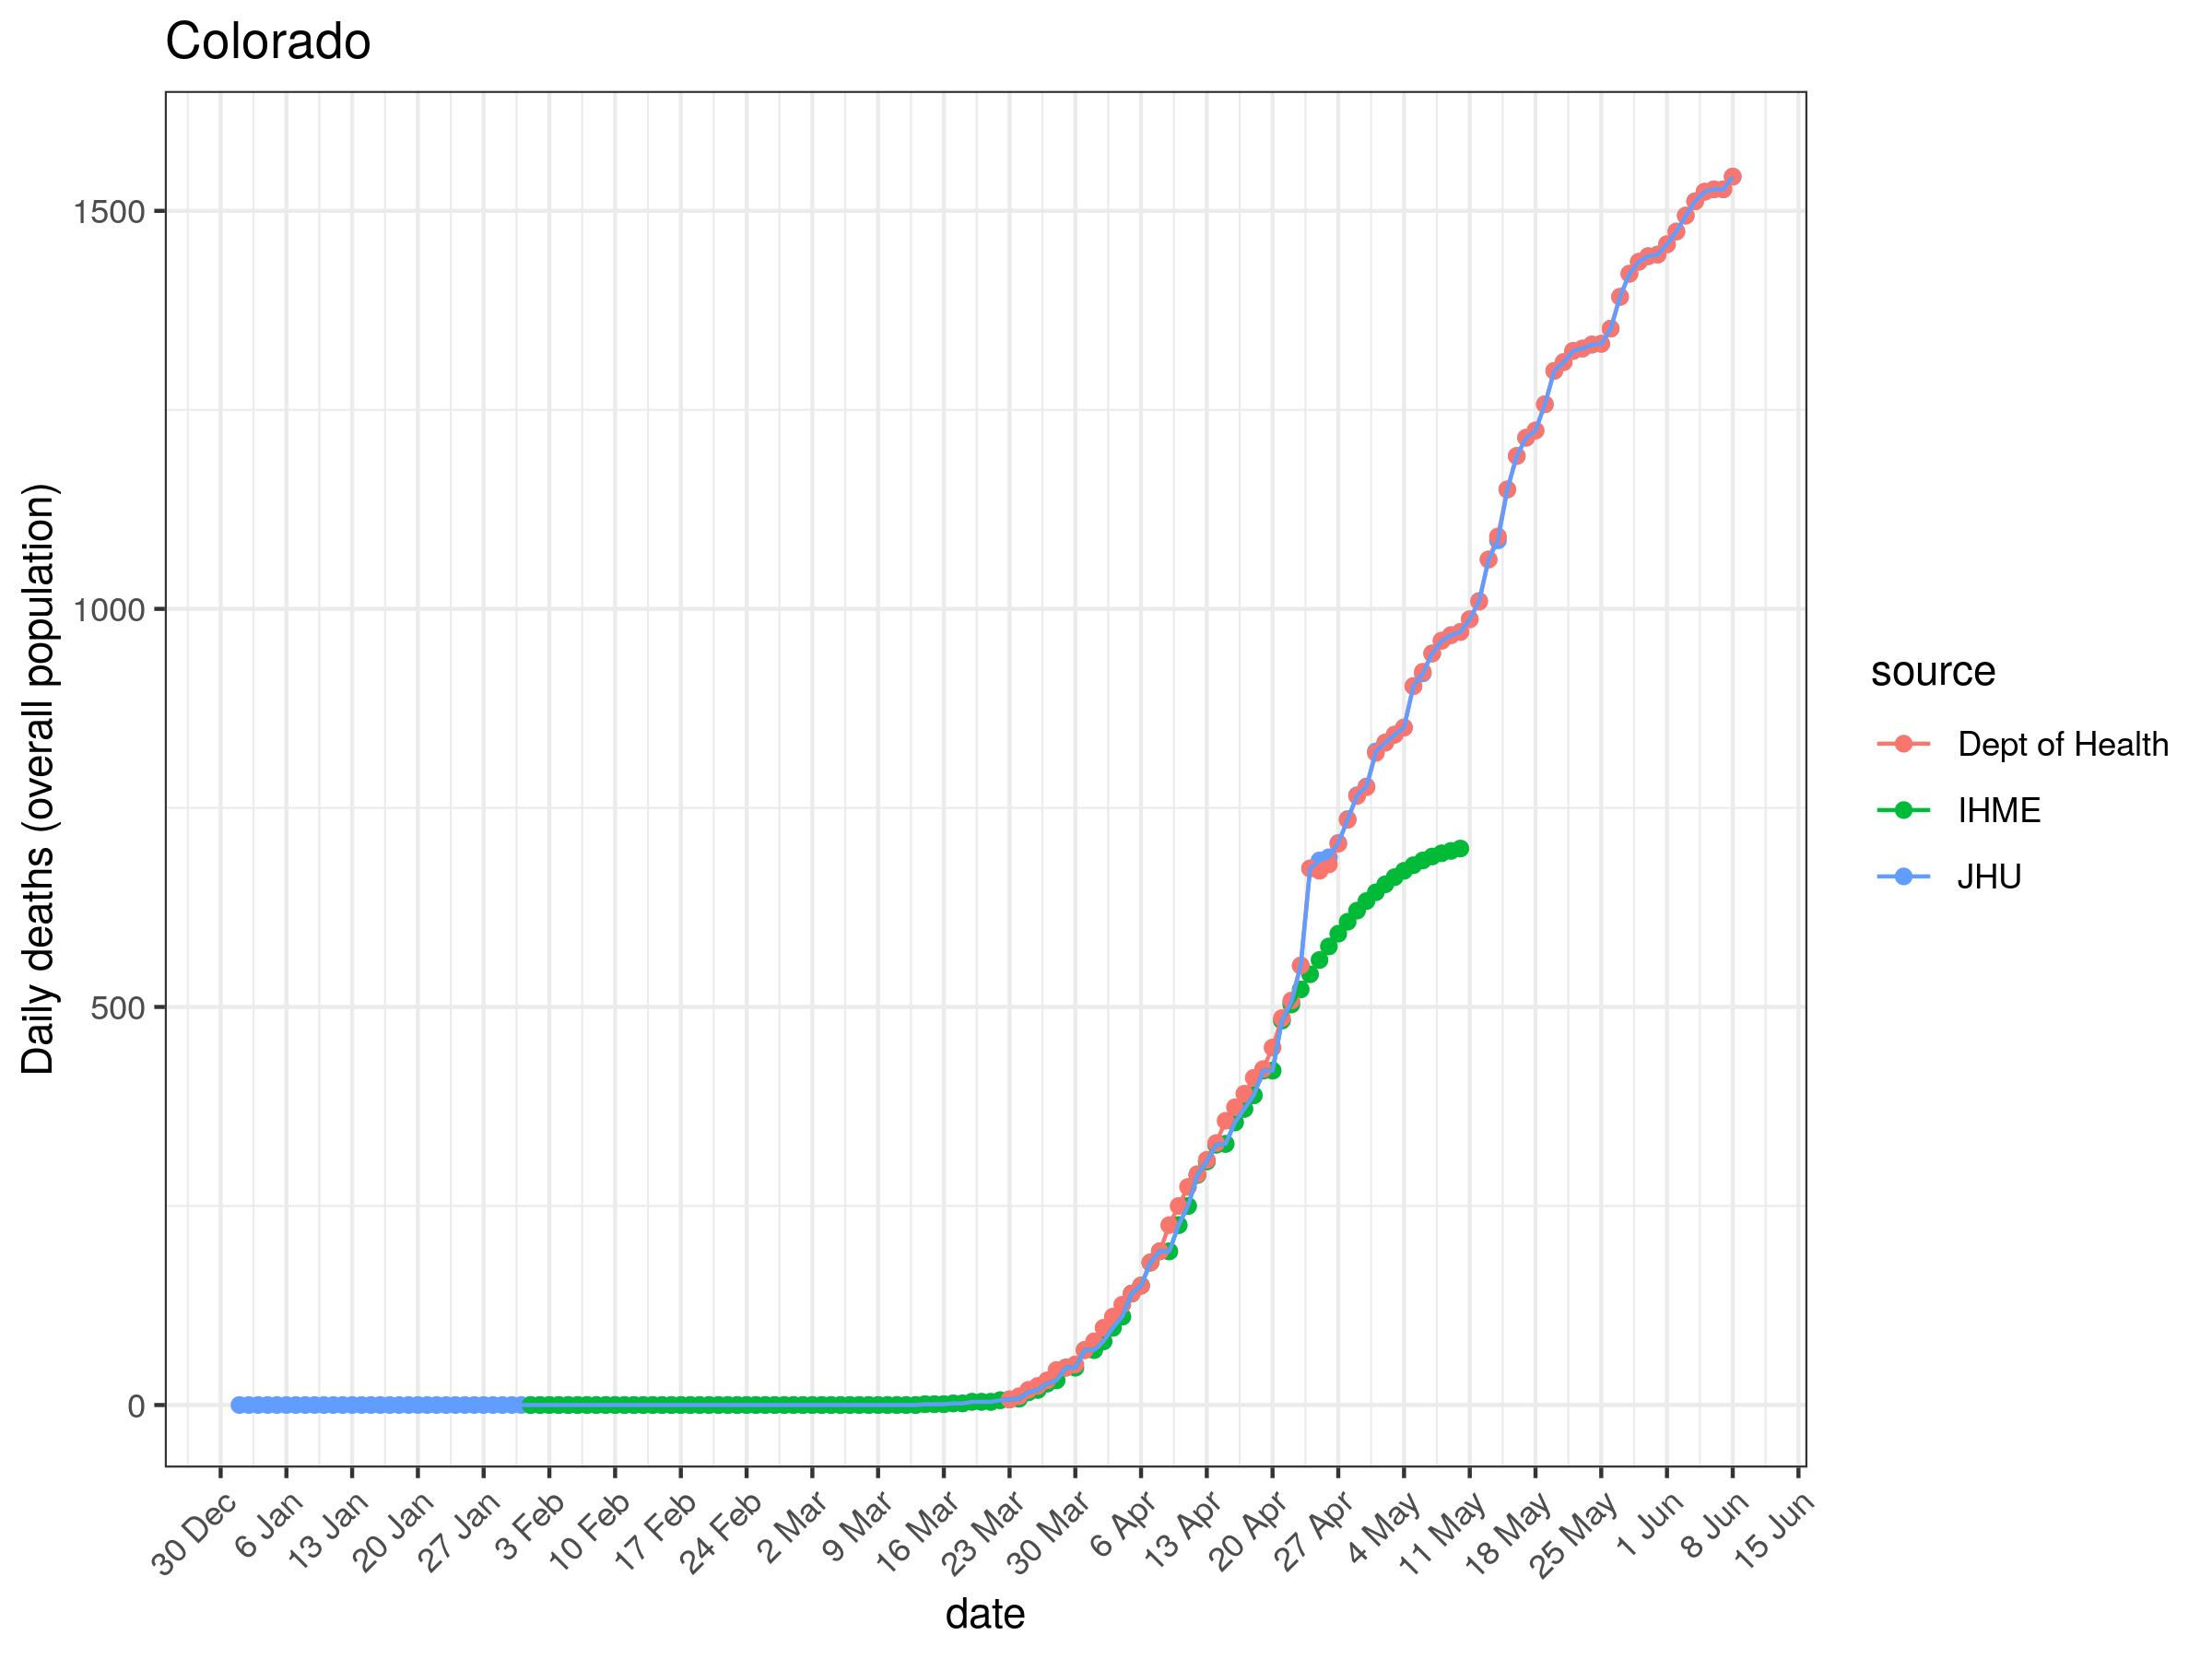 Colorado
Daily deaths (overall population)
1500
1000
500
0
30 Dec
6 Jan
13 Jan
20 Jan
27 Jan
3 Feb
10 Feb
17 Feb
24 Feb
2 Mar
9 Mar
16 Mar
23 Mar
30 Mar
6 Apr
13 Apr
20 Apr
27 Apr
4 May
11 May
18 May
25 May
1 Jun
8 Jun
15 Jun
date
source
Dept of Health
IHME
JHU